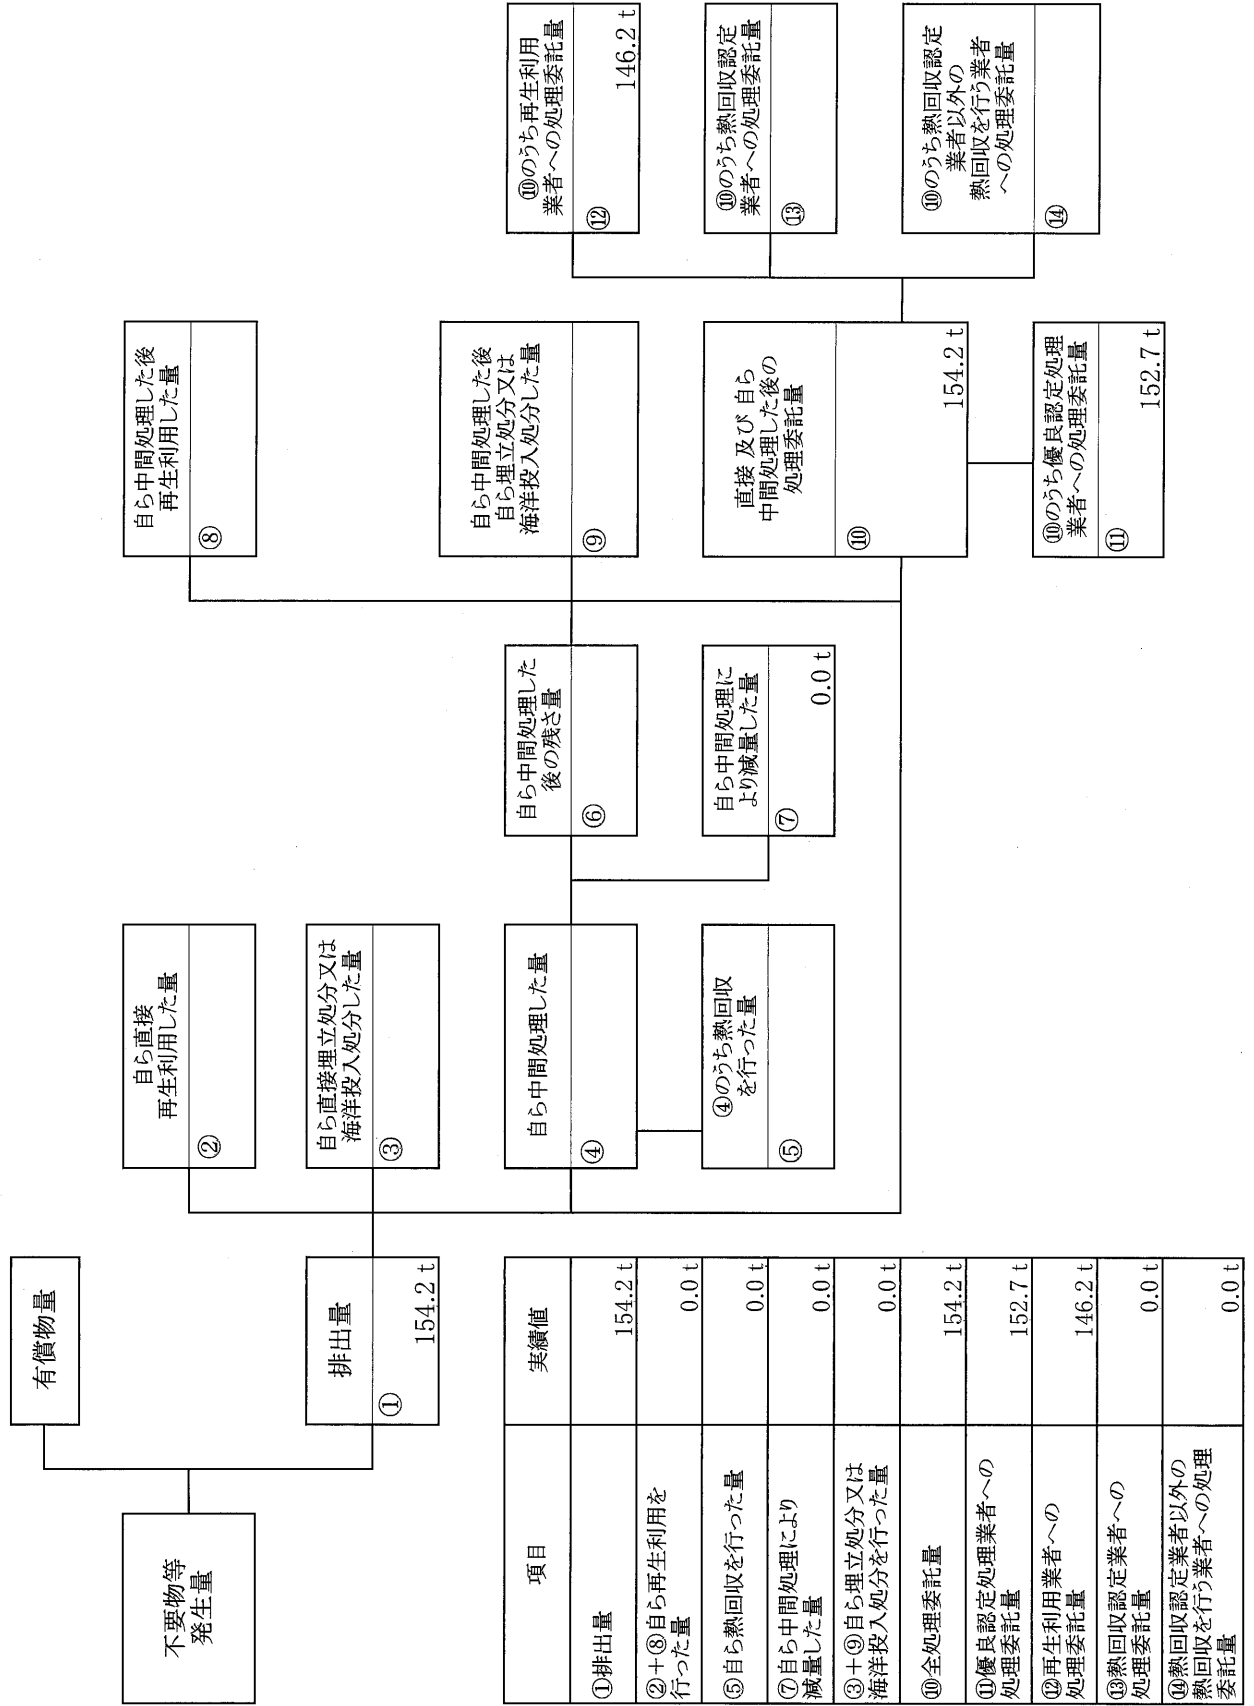 不要物等
発生量
有償物量
排出量
①
154.2 t
自ら直接
再生利用した量
②
自ら直接埋立処分又は
海洋投入処分した量
③
自ら中間処理した量
④
④のうち熱回収
を行った量
⑤
自ら中間処理した
後の残さ量
⑥
自ら中間処理に
より減量した量
⑦
0.0 t
自ら中間処理した後
再生利用した量
⑧
自ら中間処理した後
自ら埋立処分又は
海洋投入処分した量
⑨
直接 及び 自ら
中間処理した後の
処理委託量
⑩
154.2 t
⑩のうち優良認定処理
業者への処理委託量
⑪
152.7 t
⑩のうち再生利用
業者への処理委託量
⑫
146.2 t
⑩のうち熱回収認定
業者への処理委託量
⑬
⑩のうち熱回収認定
業者以外の
熱回収を行う業者
への処理委託量
⑭
項目 実績値
①排出量 154.2 t
②+⑧自ら再生利用を
行った量 0.0 t
⑤自ら熱回収を行った量 0.0 t
⑦自ら中間処理により
減量した量 0.0 t
③+⑨自ら埋立処分又は
海洋投入処分を行った量 0.0 t
⑩全処理委託量 154.2 t
⑪優良認定処理業者への
処理委託量 152.7 t
⑫再生利用業者への
処理委託量 146.2 t
⑬熱回収認定業者への
処理委託量 0.0 t
⑭熱回収認定業者以外の
熱回収を行う業者への処理
委託量 0.0 t